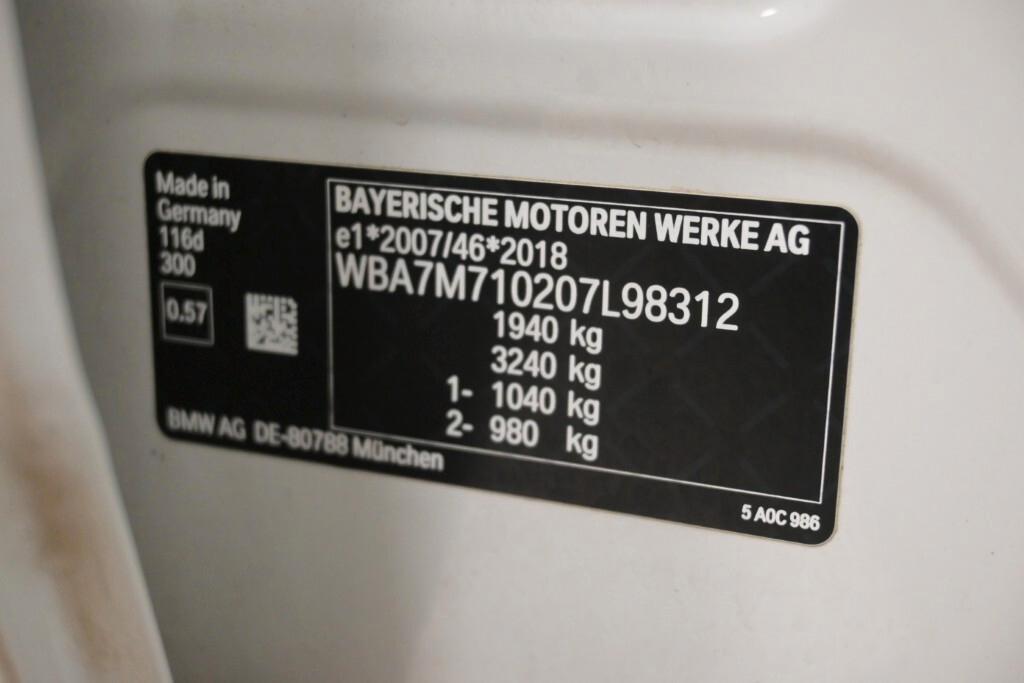 Made in
Germany
116d
300
0.57
BAYERISCHE MOTOREN WERKE AG
e1*2007/46*2018
WBA7M710207L98312
1940 kg
3240 kg
1- 1040 kg
2- 980 kg
BMW AG DE-80788 München
5 A0C 986